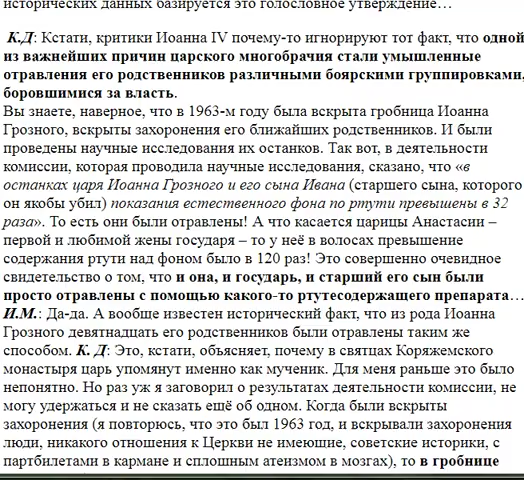 исторических данных базируется это голословное утверждение…
К.Д: Кстати, критики Иоанна IV почему-то игнорируют тот факт, что одной
из важнейших причин царского многобрачия стали умышленные
отравления его родственников различными боярскими группировками,
боровшимися за власть.
Вы знаете, наверное, что в 1963-м году была вскрыта гробница Иоанна
Грозного, вскрыты захоронения его ближайших родственников. И были
проведены научные исследования их останков. Так вот, в деятельности
комиссии, которая проводила научные исследования, сказано, что «в
останках царя Иоанна Грозного и его сына Ивана (старшего сына, которого
он якобы убил) показания естественного фона по ртути превышены в 32
раза». То есть они были отравлены! А что касается царицы Анастасии –
первой и любимой жены государя – то у неё в волосах превышение
содержания ртути над фоном было в 120 раз! Это совершенно очевидное
свидетельство о том, что и она, и государь, и старший его сын были
просто отравлены с помощью какого-то ртутесодержащего препарата…
И.М.: Да-да. А вообще известен исторический факт, что из рода Иоанна
Грозного девятнадцать его родственников были отравлены таким же
способом. К. Д: Это, кстати, объясняет, почему в святцах Коряжемского
монастыря царь упомянут именно как мученик. Для меня раньше это было
непонятно. Но раз уж я заговорил о результатах деятельности комиссии, не
могу удержаться и не сказать ещё об одном. Когда были вскрыты
захоронения (я повторюсь, что это был 1963 год, и вскрывали захоронения
люди, никакого отношения к Церкви не имеющие, советские историки, с
партбилетами в кармане и сплошным атеизмом в мозгах), то в гробнице